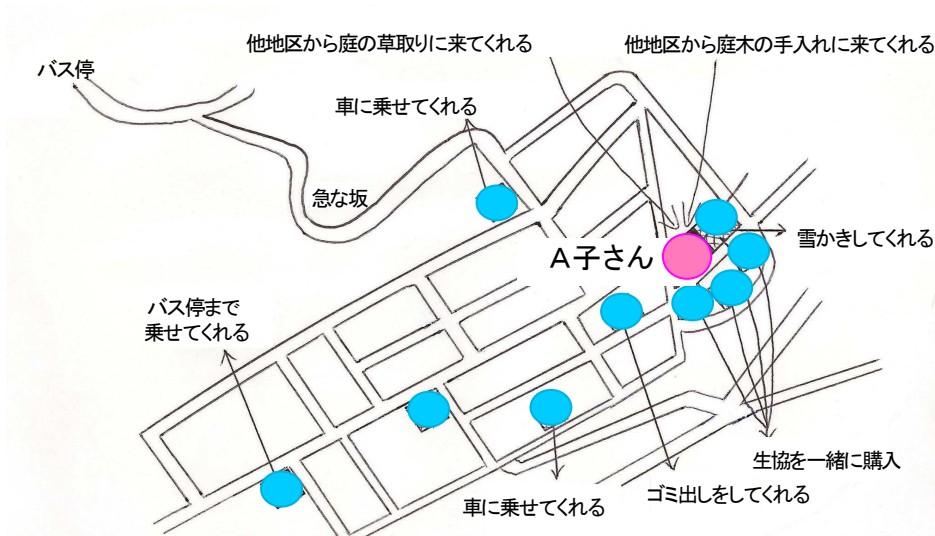 他地区から庭の草取りに来てくれる
他地区から庭木の手入れに来てくれる
バス停
車に乗せてくれる
急な坂
雪かきしてくれる
A子さん
バス停まで
乗せてくれる
生協を一緒に購入
ゴミ出しをしてくれる
車に乗せてくれる